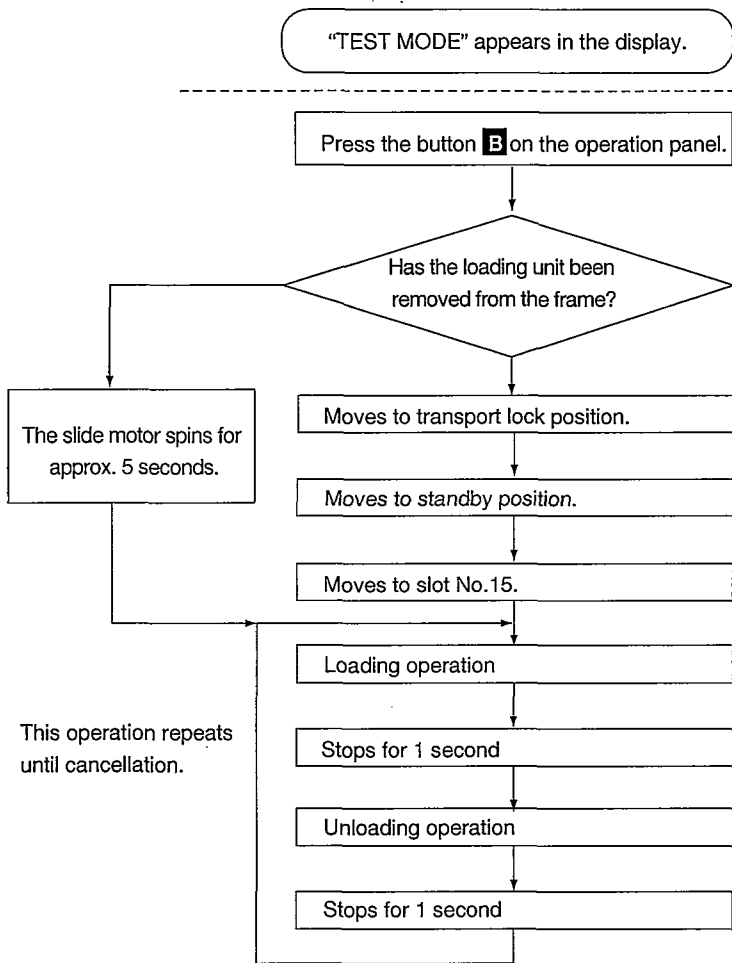 “TEST MODE” appears in the display.
Press the button B on the operation panel.
Has the loading unit been
removed from the frame?
The slide motor spins for
approx. 5 seconds.
Moves to transport lock position.
Moves to standby position.
Moves to slot No.15.
Loading operation
This operation repeats
until cancellation.
Stops for 1 second
Unloading operation
Stops for 1 second